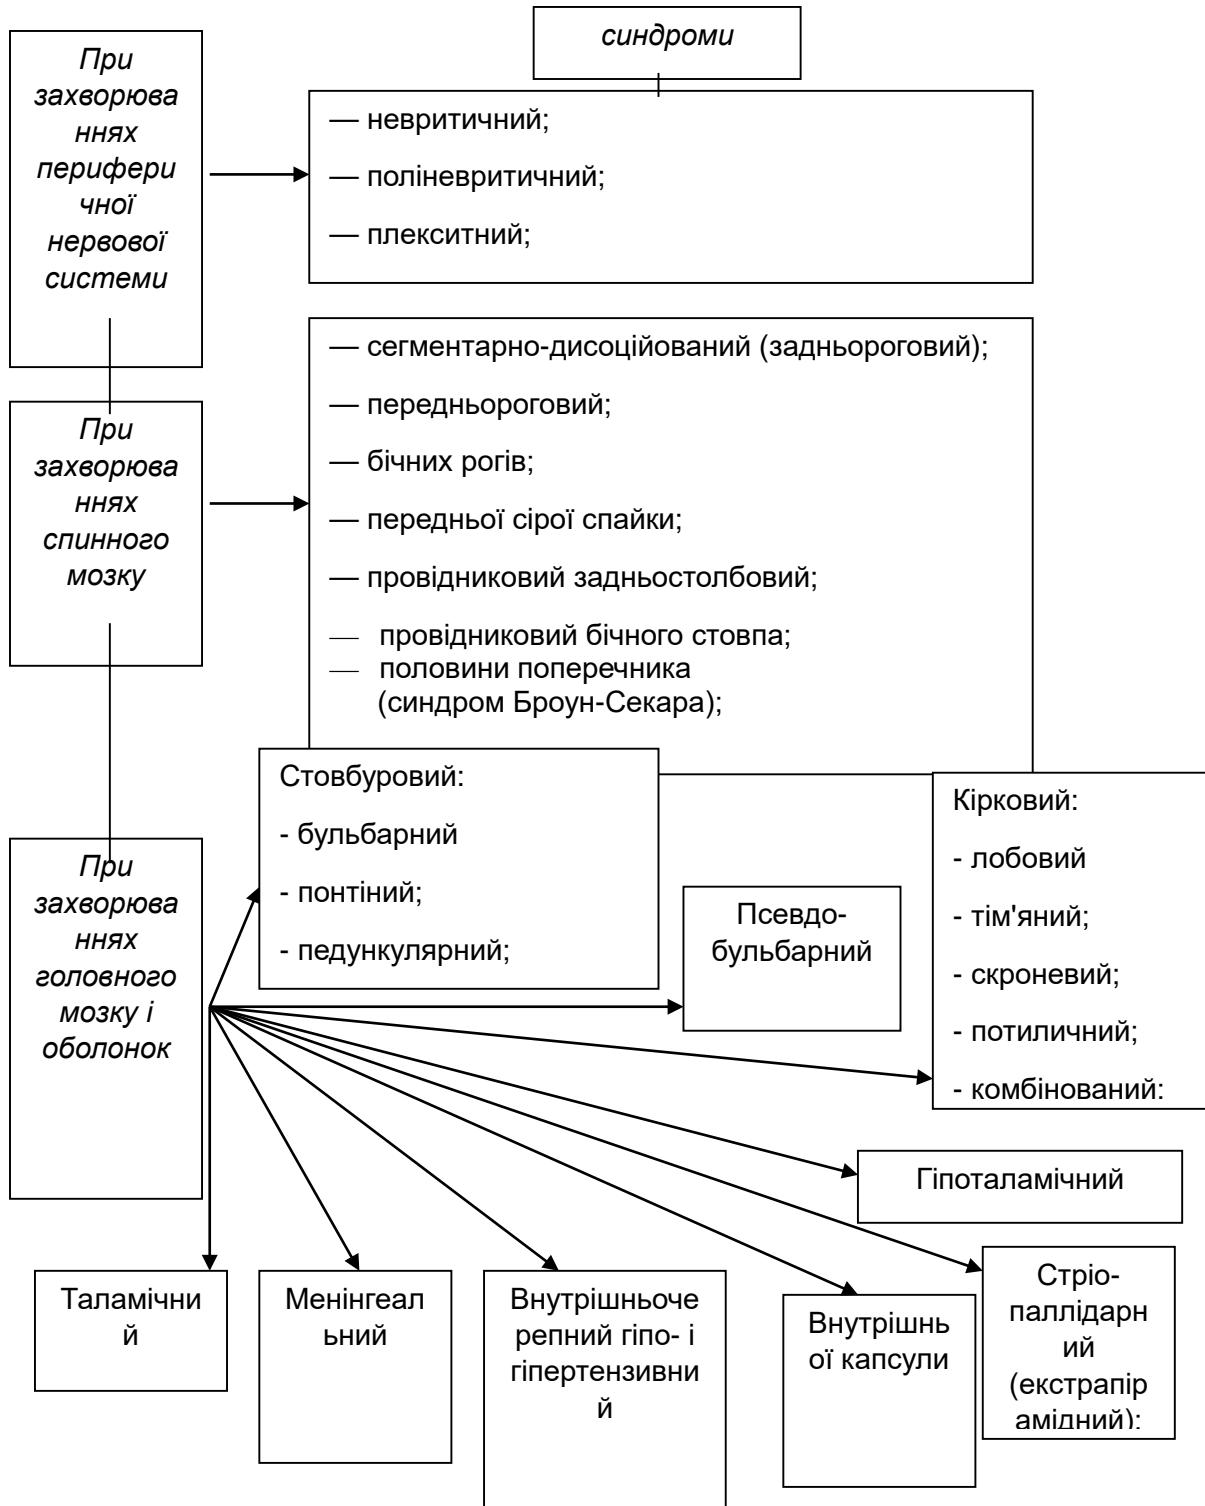 синдроми
При
захворюва
ннях
перифери
чної
нервової
системи
— невритичний;
— поліневритичний;
— плекситний;
При
захворюва
ннях
спинного
мозку
— сегментарно-дисоційований (задньороговий);
— передньороговий;
— бічних рогів;
— передньої сірої спайки;
— провідниковий задньостолбовий;
— провідниковий бічного стовпа;
— половини поперечника
(синдром Броун-Секара);
При
захворюва
ннях
головного
мозку і
оболонок
Стовбуровий:
- бульбарний
- понтіний;
- педункулярний;
Псевдо-
бульбарний
Кірковий:
- лобовий
- тім'яний;
- скроневий;
- потиличний;
- комбінований:
Гіпоталамічний
Таламічни
й
Менінгеал
ьний
Внутрішньоче
репний гіпо- і
гіпертензивни
й
Внутрішнь
ої капсули
Стріо-
паллідарн
ий
(екстрапір
амідний):